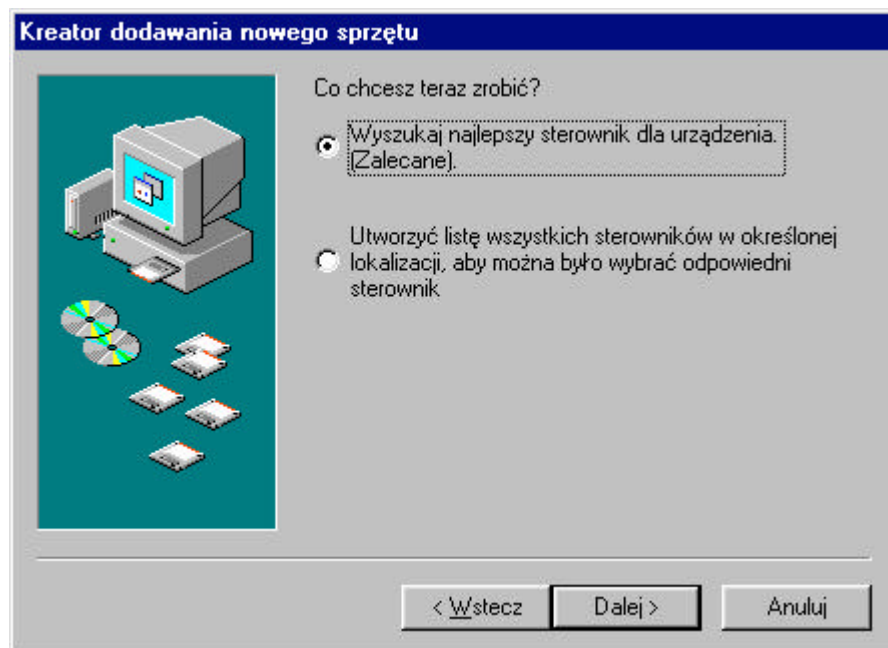 Kreator dodawania nowego sprzętu
Co chcesz teraz zrobić?
Wyszukaj najlepszy sterownik dla urządzenia.
(Zalecane).
Utworzyć listę wszystkich sterowników w określonej
lokalizacji, aby można było wybrać odpowiedni
sterownik
< Wstecz
Dalej >
Anuluj